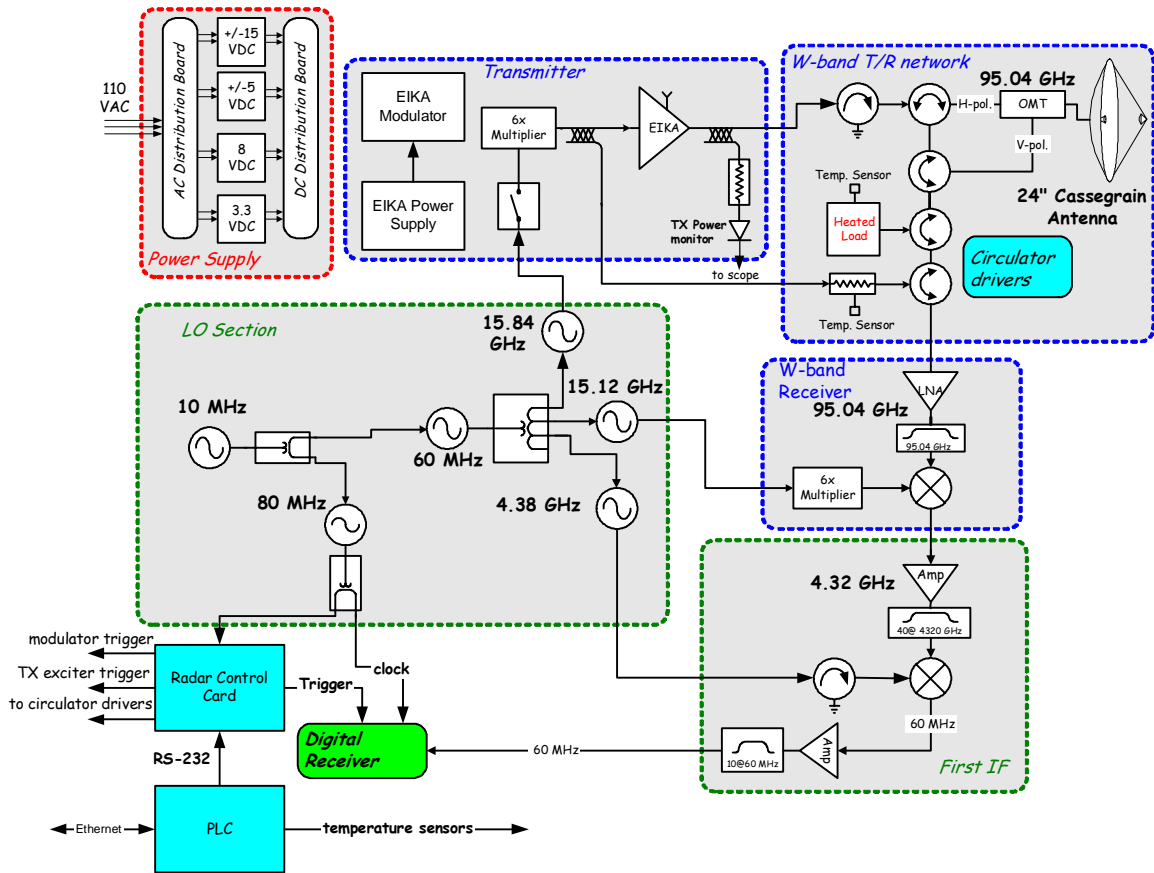 110
VAC
AC Distribution Board
+/-15
VDC
+/-5
VDC
8
VDC
3.3
VDC
DC Distribution Board
Power Supply
Transmitter
EIKA
Modulator
EIKA Power
Supply
6x
Multiplier
EIKA
TX Power
monitor
to scope
W-band T/R network
95.04 GHz
H-pol.
OMT
V-pol.
Temp. Sensor
Heated
Load
24" Cassegrain
Antenna
Circulator
drivers
Temp. Sensor
LO Section
15.84
GHz
15.12 GHz
10 MHz
60 MHz
80 MHz
4.38 GHz
W-band
Receiver
LNA
95.04 GHz
95.04 GHz
6x
Multiplier
Amp
4.32 GHz
40@ 4320 GHz
60 MHz
Amp
10@60 MHz
First IF
60 MHz
modulator trigger
TX exciter trigger
to circulator drivers
Radar Control
Card
Trigger
clock
Digital
Receiver
RS-232
PLC
Ethernet
temperature sensors